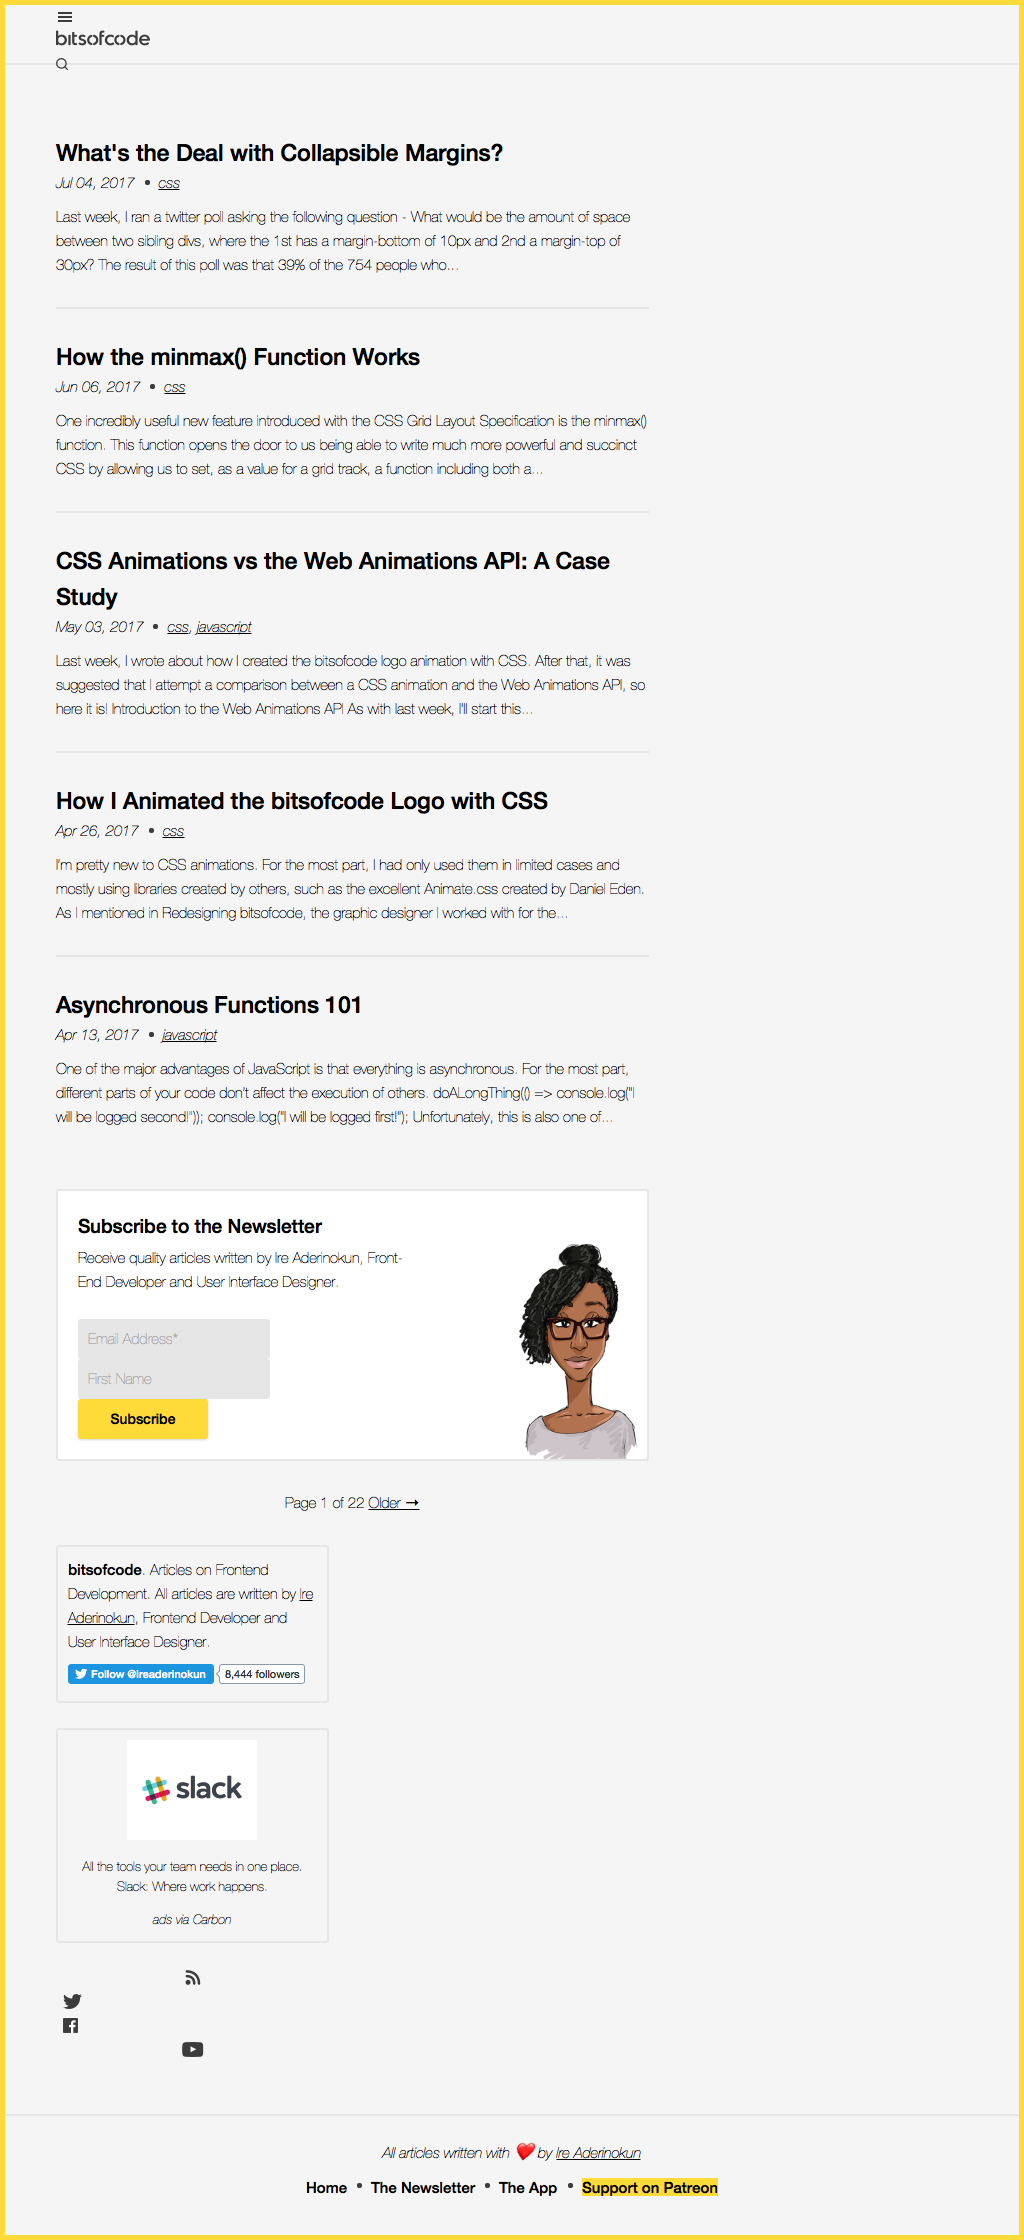 bitsofcode
What's the Deal with Collapsible Margins?
Jul 04, 2017 • css
Last week, I ran a twitter poll asking the following question - What would be the amount of space
between two sibling divs, where the 1st has a margin-bottom of 10px and 2nd a margin-top of
30px? The result of this poll was that 39% of the 754 people who...
How the minmax() Function Works
Jun 06, 2017 • css
One incredibly useful new feature introduced with the CSS Grid Layout Specification is the minmax()
function. This function opens the door to us being able to write much more powerful and succinct
CSS by allowing us to set, as a value for a grid track, a function including both a...
CSS Animations vs the Web Animations API: A Case
Study
May 03, 2017 • css, javascript
Last week, I wrote about how I created the bitsofcode logo animation with CSS. After that, it was
suggested that I attempt a comparison between a CSS animation and the Web Animations API, so
here it is! Introduction to the Web Animations API As with last week, I'll start this...
How I Animated the bitsofcode Logo with CSS
Apr 26, 2017 • css
I'm pretty new to CSS animations. For the most part, I had only used them in limited cases and
mostly using libraries created by others, such as the excellent Animate.css created by Daniel Eden.
As I mentioned in Redesigning bitsofcode, the graphic designer I worked with for the...
Asynchronous Functions 101
Apr 13, 2017 • javascript
One of the major advantages of JavaScript is that everything is asynchronous. For the most part,
different parts of your code don't affect the execution of others. doALongThing(() => console.log("I
will be logged second!")); console.log("I will be logged first!"); Unfortunately, this is also one of...
Subscribe to the Newsletter
Receive quality articles written by Ire Aderinokun, Front-
End Developer and User Interface Designer.
Email Address*
First Name
Subscribe
Page 1 of 22 Older →
bitsofcode. Articles on Frontend
Development. All articles are written by Ire
Aderinokun, Frontend Developer and
User Interface Designer.
Follow @ireaderinokun 8,444 followers
slack
All the tools your team needs in one place.
Slack: Where work happens.
ads via Carbon
All articles written with ❤️ by Ire Aderinokun
Home • The Newsletter • The App • Support on Patreon